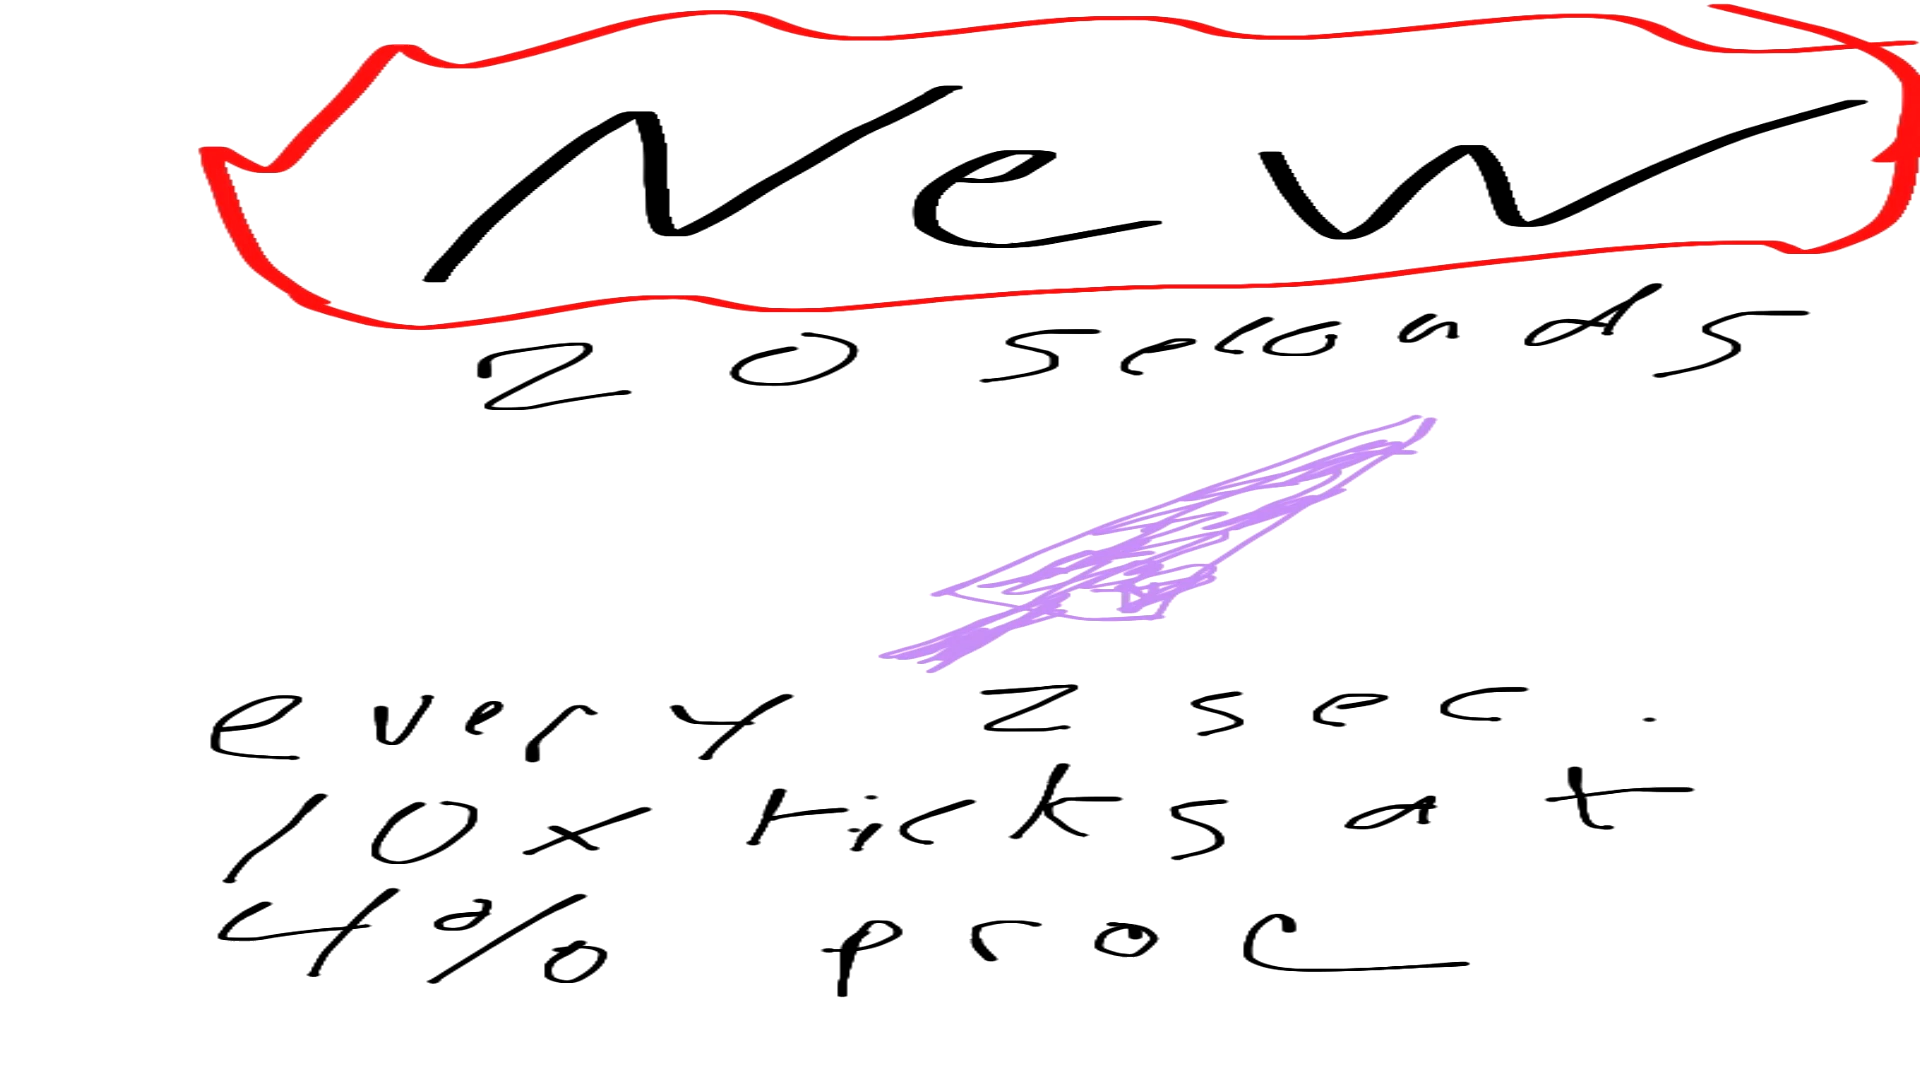 New
20 seconds
every 2 sec.
10x ticks at
4% proc